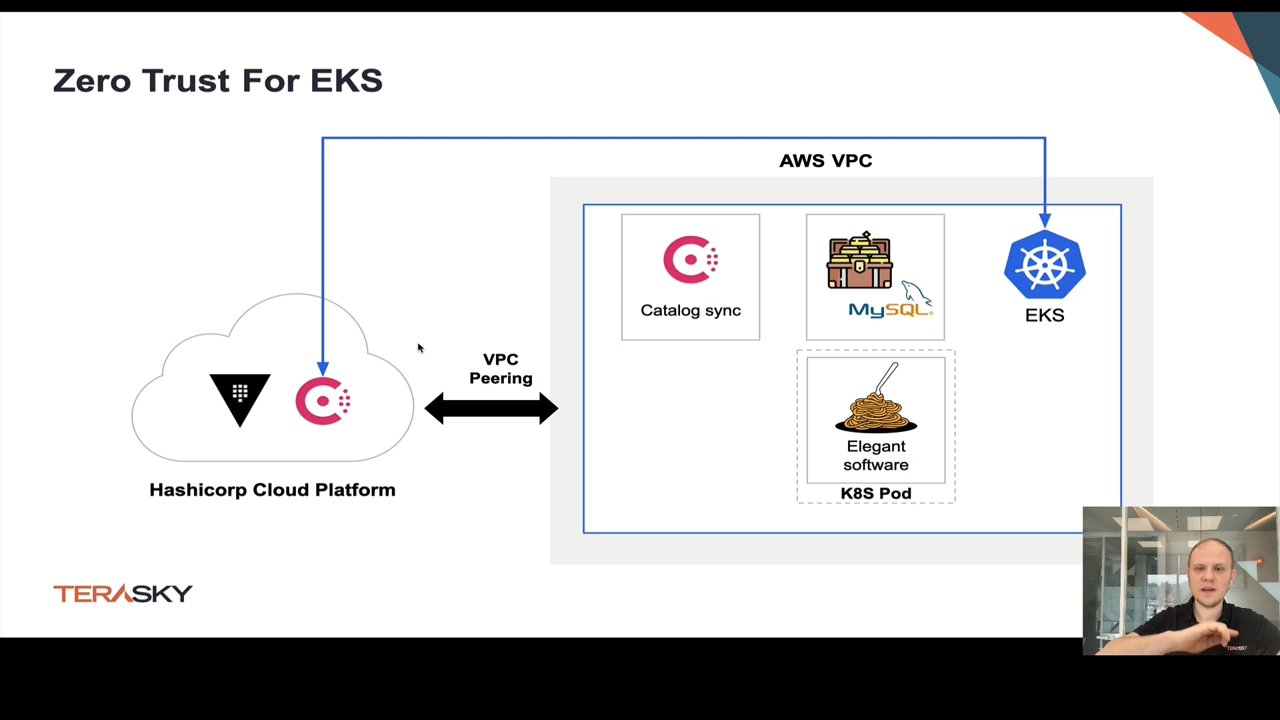 Zero Trust For EKS
AWS VPC
Catalog sync
MySQL
EKS
VPC
Peering
Elegant
software
K8S Pod
Hashicorp Cloud Platform
TERASKY
TERASKY